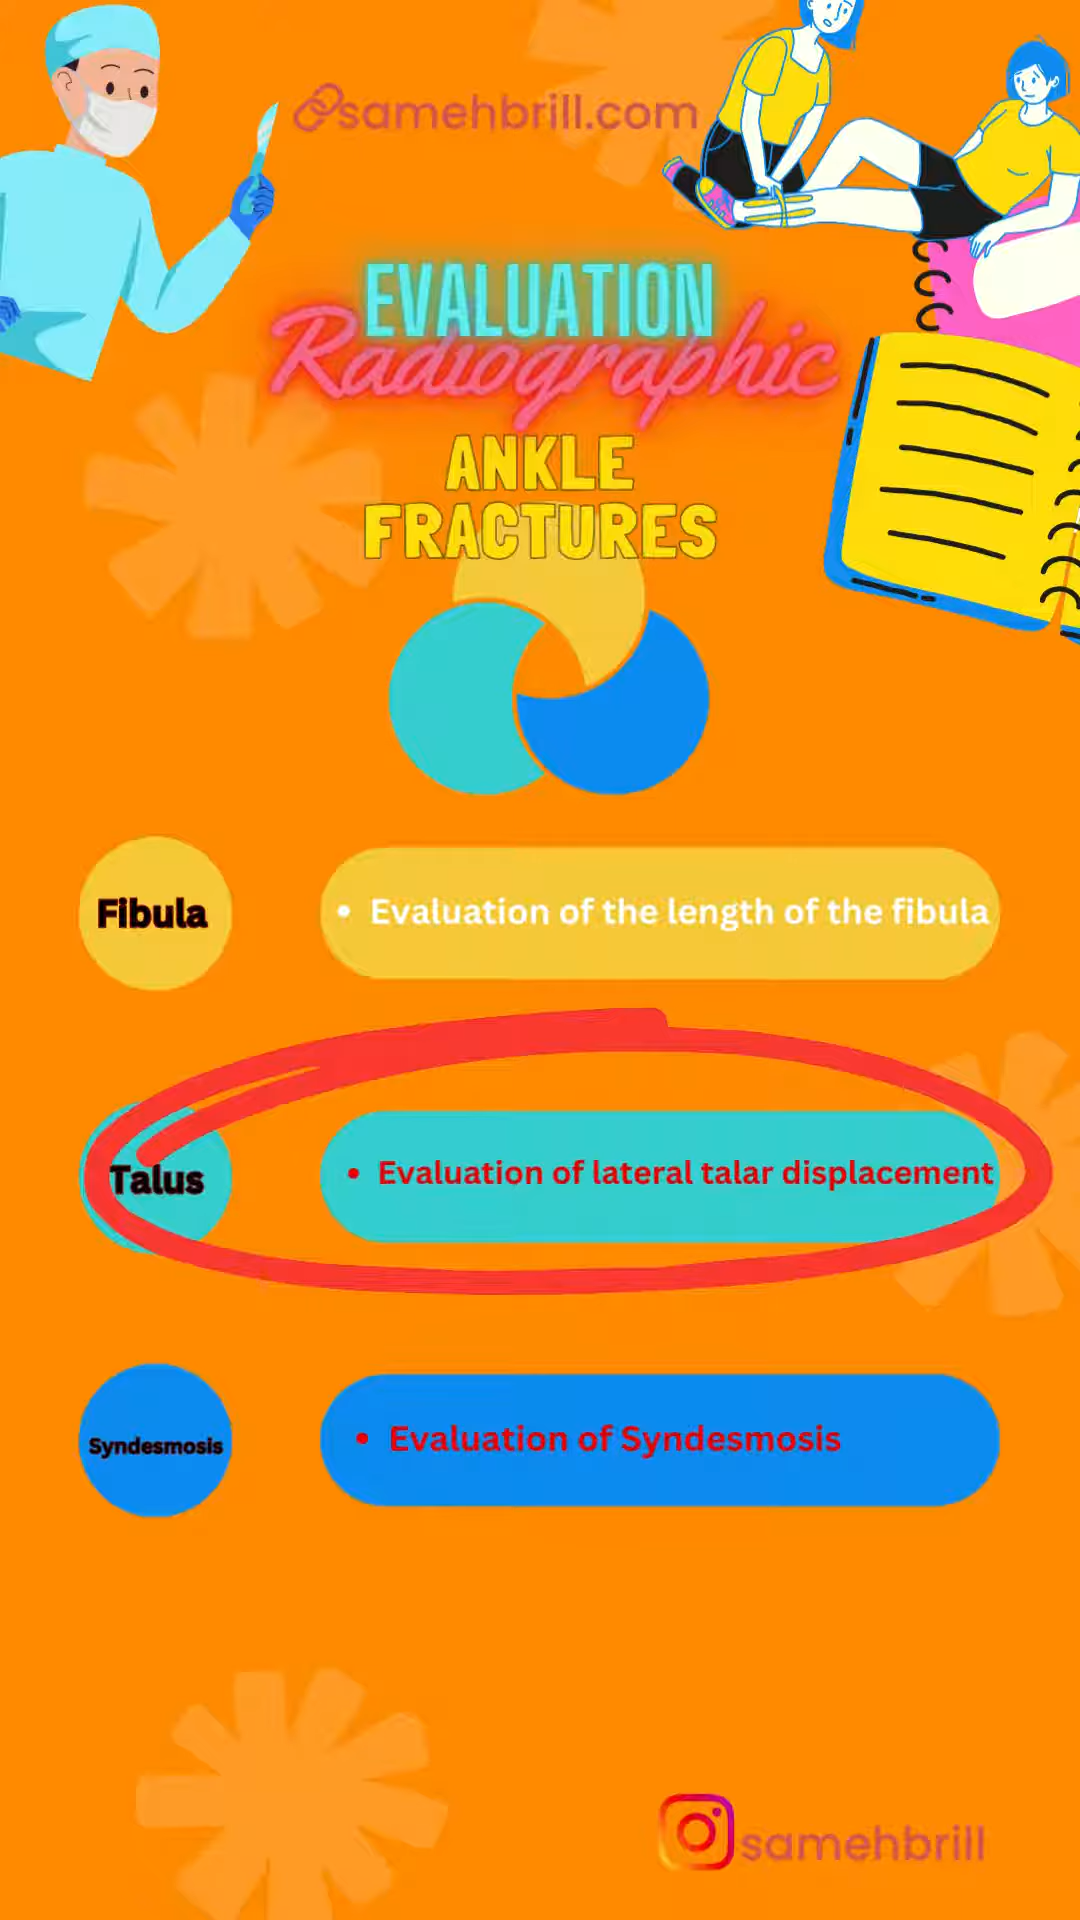 samehbrill.com
EVALUATION
Radiographic
ANKLE
FRACTURES
Fibula
• Evaluation of the length of the fibula
Talus
• Evaluation of lateral talar displacement
Syndesmosis
• Evaluation of Syndesmosis
samehbrill